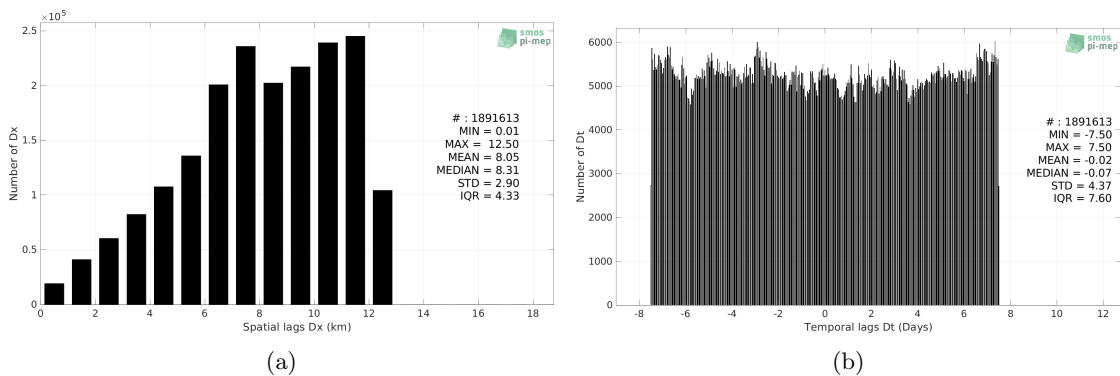 ×10⁵
2.5
2
1.5
1
0.5
0
Number of Dx
0 2 4 6 8 10 12 14 16 18
Spatial lags Dx (km)
smos
pi-mep
# : 1891613
MIN = 0.01
MAX = 12.50
MEAN = 8.05
MEDIAN = 8.31
STD = 2.90
IQR = 4.33
(a)
6000
5000
4000
3000
2000
1000
0
Number of Dt
-8 -6 -4 -2 0 2 4 6 8 10 12
Temporal lags Dt (Days)
smos
pi-mep
# : 1891613
MIN = -7.50
MAX = 7.50
MEAN = -0.02
MEDIAN = -0.07
STD = 4.37
IQR = 7.60
(b)